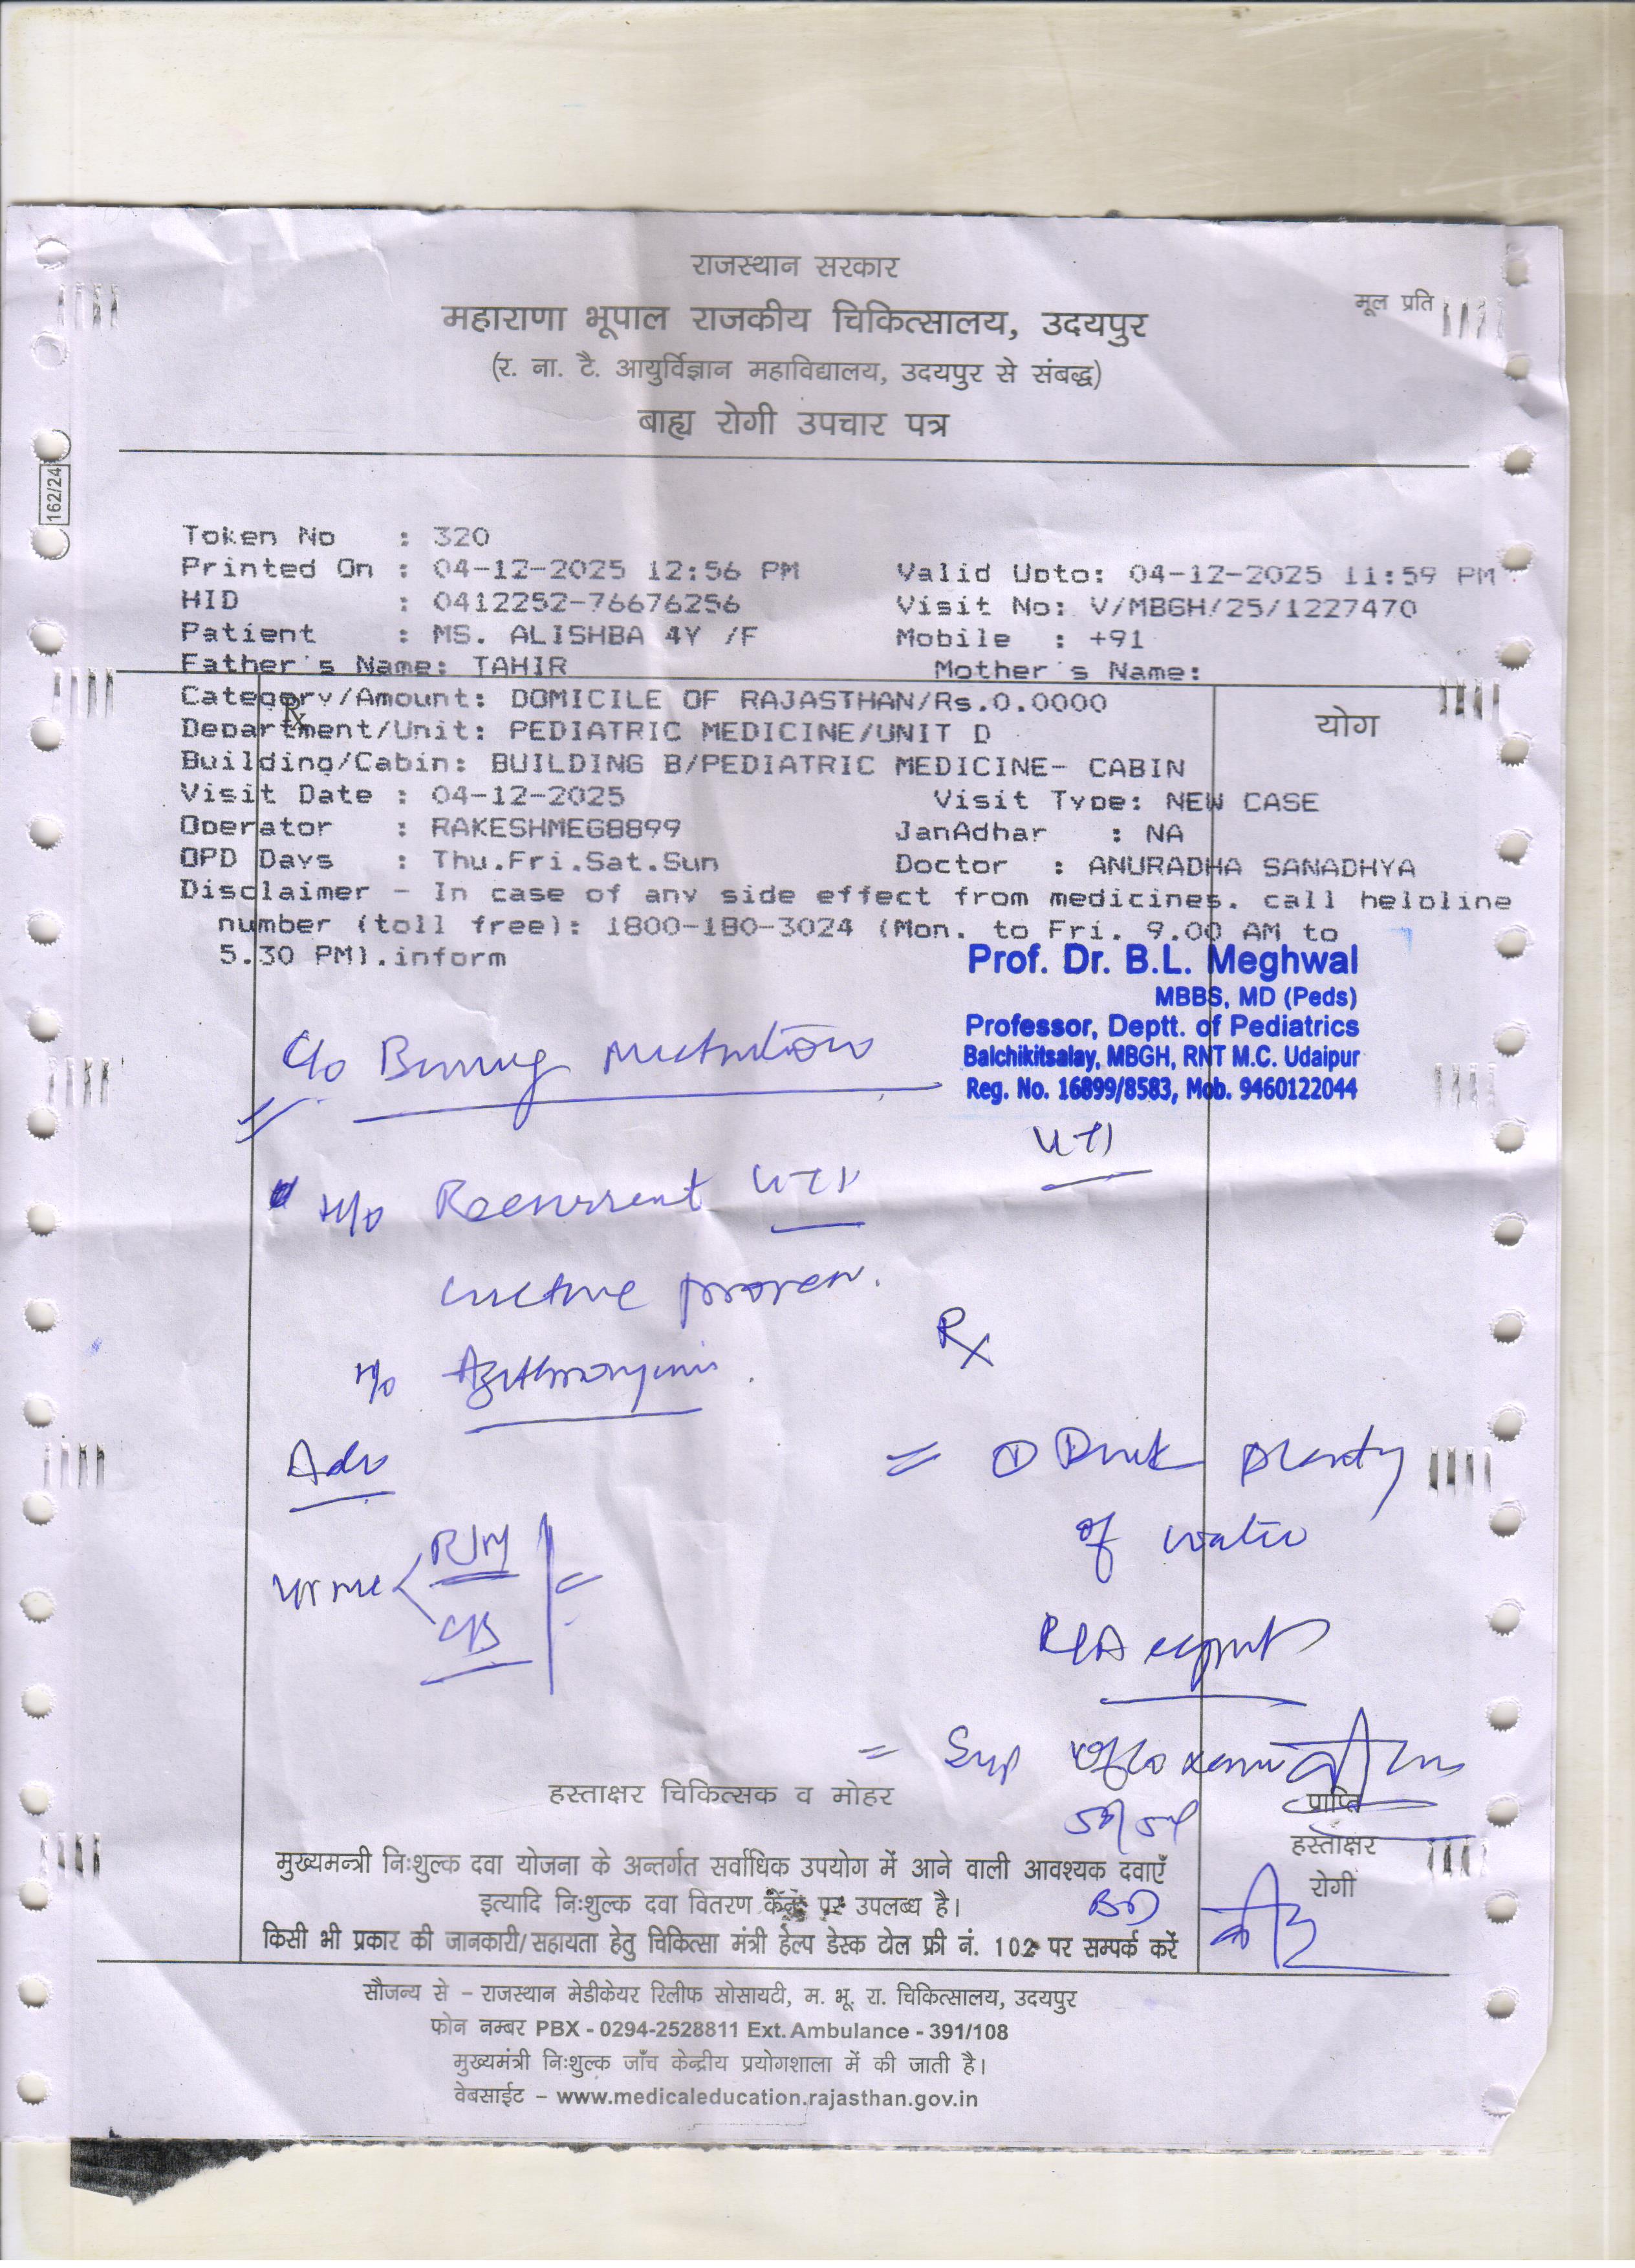 राजस्थान सरकार
मूल प्रति
महाराणा भूपाल राजकीय चिकित्सालय, उदयपुर
(र. ना. टै. आयुर्विज्ञान महाविद्यालय, उदयपुर से संबद्ध)
बाह्य रोगी उपचार पत्र
162/24
Token No : 320
Printed On : 04-12-2025 12:56 PM Valid Upto: 04-12-2025 11:59 PM
HID : 0412252-76676256 Visit No: V/MBGH/25/1227470
Patient : MS. ALISHBA 4Y /F Mobile : +91
Father's Name: TAHIR Mother's Name:
Category/Amount: DOMICILE OF RAJASTHAN/Rs.0.0000
Rx
योग
Department/Unit: PEDIATRIC MEDICINE/UNIT D
Building/Cabin: BUILDING B/PEDIATRIC MEDICINE- CABIN
Visit Date : 04-12-2025 Visit Type: NEW CASE
Operator : RAKESHMEG8899 JanAdhar : NA
OPD Days : Thu.Fri.Sat.Sun Doctor : ANURADHA SANADHYA
Disclaimer - In case of any side effect from medicines. call helpline
number (toll free): 1800-180-3024 (Mon. to Fri. 9.00 AM to
5.30 PM).inform
Prof. Dr. B.L. Meghwal
MBBS, MD (Peds)
Professor, Deptt. of Pediatrics
Balchikitsalay, MBGH, RNT M.C. Udaipur
Reg. No. 16899/8583, Mob. 9460122044
C/o Burning micturition
UTI
H/o Recurrent UTI
culture proven.
Rx
H/o Azithromycin.
Adv
= ① Drink plenty
of water
urine R/M
C/S
= Syp
5ml/5ml
BD
हस्ताक्षर चिकित्सक व मोहर
प्राप्ति
हस्ताक्षर
रोगी
मुख्यमन्त्री निःशुल्क दवा योजना के अन्तर्गत सर्वाधिक उपयोग में आने वाली आवश्यक दवाएँ
इत्यादि निःशुल्क दवा वितरण केन्द्र पर उपलब्ध है।
किसी भी प्रकार की जानकारी/सहायता हेतु चिकित्सा मंत्री हेल्प डेस्क टोल फ्री नं. 102 पर सम्पर्क करें
सौजन्य से - राजस्थान मेडीकेयर रिलीफ सोसायटी, म. भू. रा. चिकित्सालय, उदयपुर
फोन नम्बर PBX - 0294-2528811 Ext. Ambulance - 391/108
मुख्यमंत्री निःशुल्क जाँच केन्द्रीय प्रयोगशाला में की जाती है।
वेबसाईट - www.medicaleducation.rajasthan.gov.in